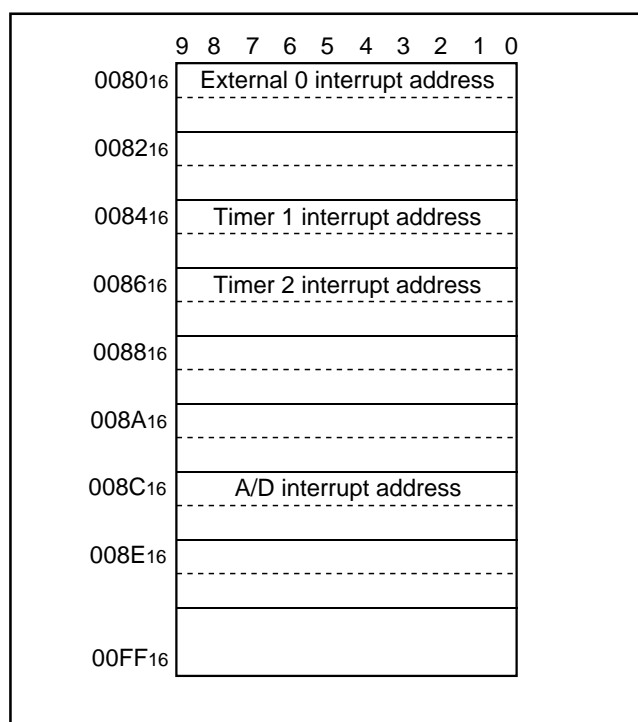 9 8 7 6 5 4 3 2 1 0
008016 External 0 interrupt address
008216
008416 Timer 1 interrupt address
008616 Timer 2 interrupt address
008816
008A16
008C16 A/D interrupt address
008E16
00FF16